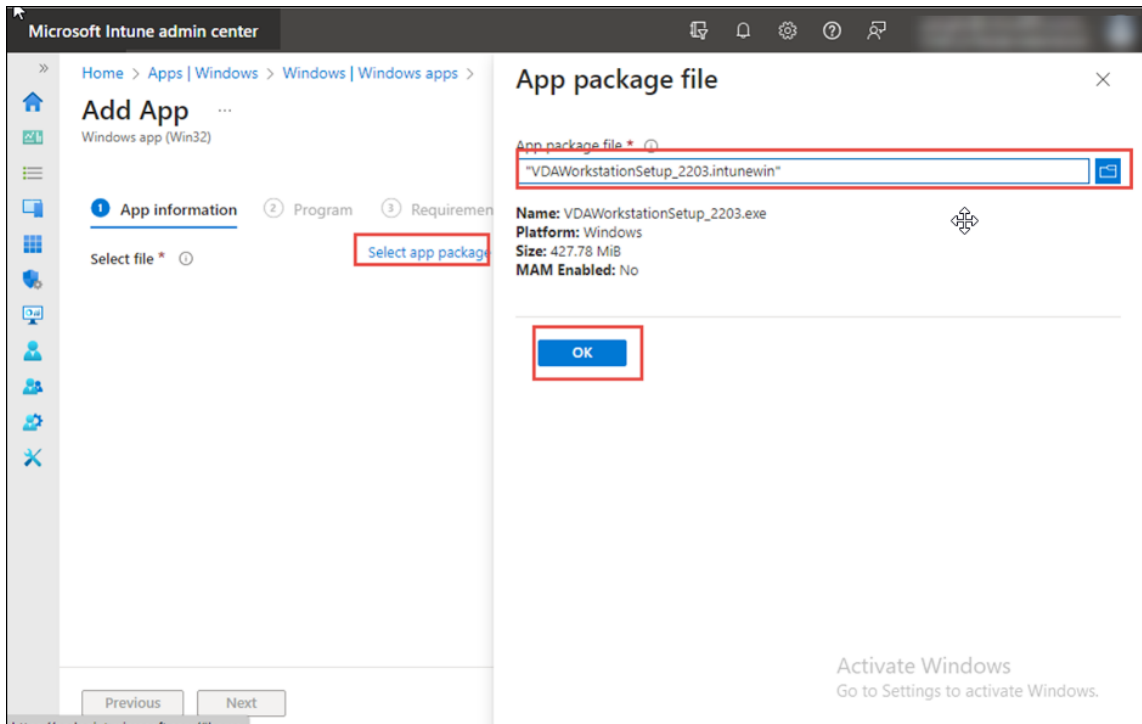 Microsoft Intune admin center
Home > Apps | Windows > Windows | Windows apps >
Add App ...
Windows app (Win32)
1 App information 2 Program 3 Requiremen
Select file *
Select app package
App package file
App package file *
"VDAWorkstationSetup_2203.intunewin"
Name: VDAWorkstationSetup_2203.exe
Platform: Windows
Size: 427.78 MiB
MAM Enabled: No
OK
Previous Next
Activate Windows
Go to Settings to activate Windows.